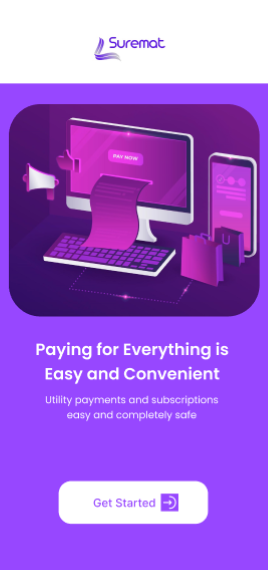 Suremat
PAY NOW
Paying for Everything is
Easy and Convenient
Utility payments and subscriptions
easy and completely safe
Get Started